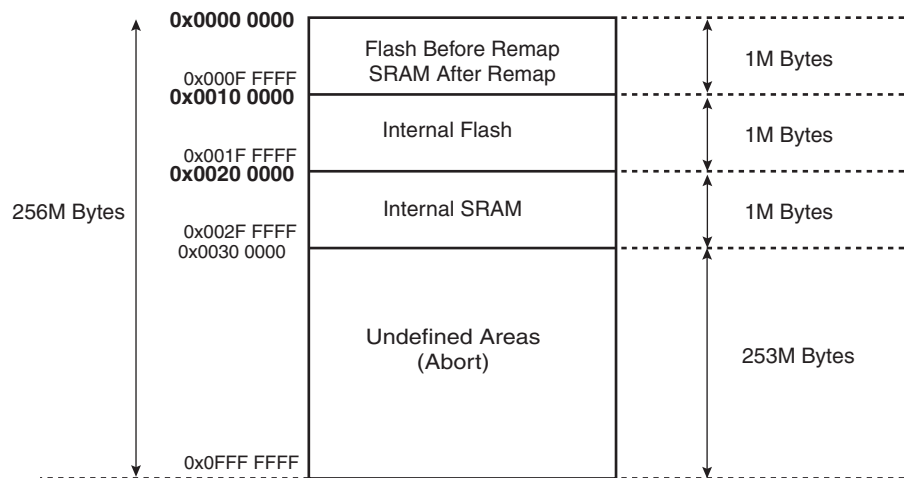 0x0000 0000
Flash Before Remap
SRAM After Remap
1M Bytes
0x000F FFFF
0x0010 0000
Internal Flash
1M Bytes
0x001F FFFF
0x0020 0000
256M Bytes
Internal SRAM
1M Bytes
0x002F FFFF
0x0030 0000
Undefined Areas
(Abort)
253M Bytes
0x0FFF FFFF